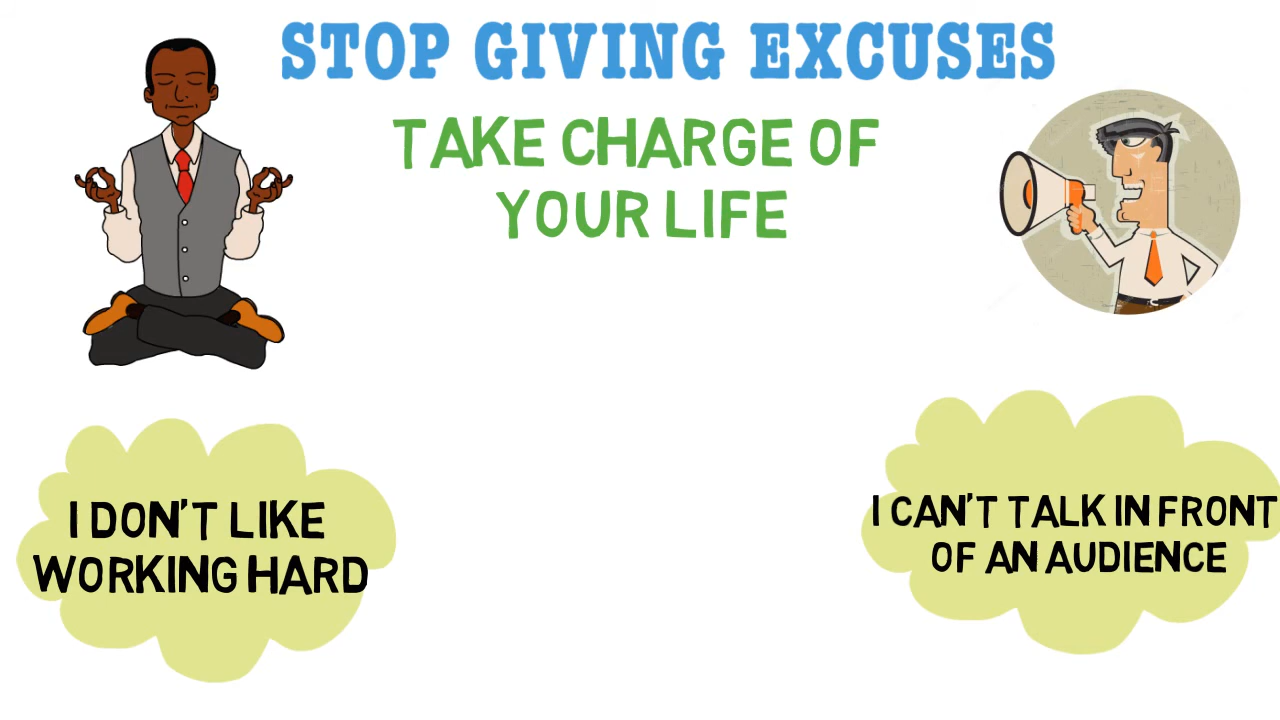 STOP GIVING EXCUSES
TAKE CHARGE OF
YOUR LIFE
I DON'T LIKE
WORKING HARD
I CAN'T TALK IN FRONT
OF AN AUDIENCE